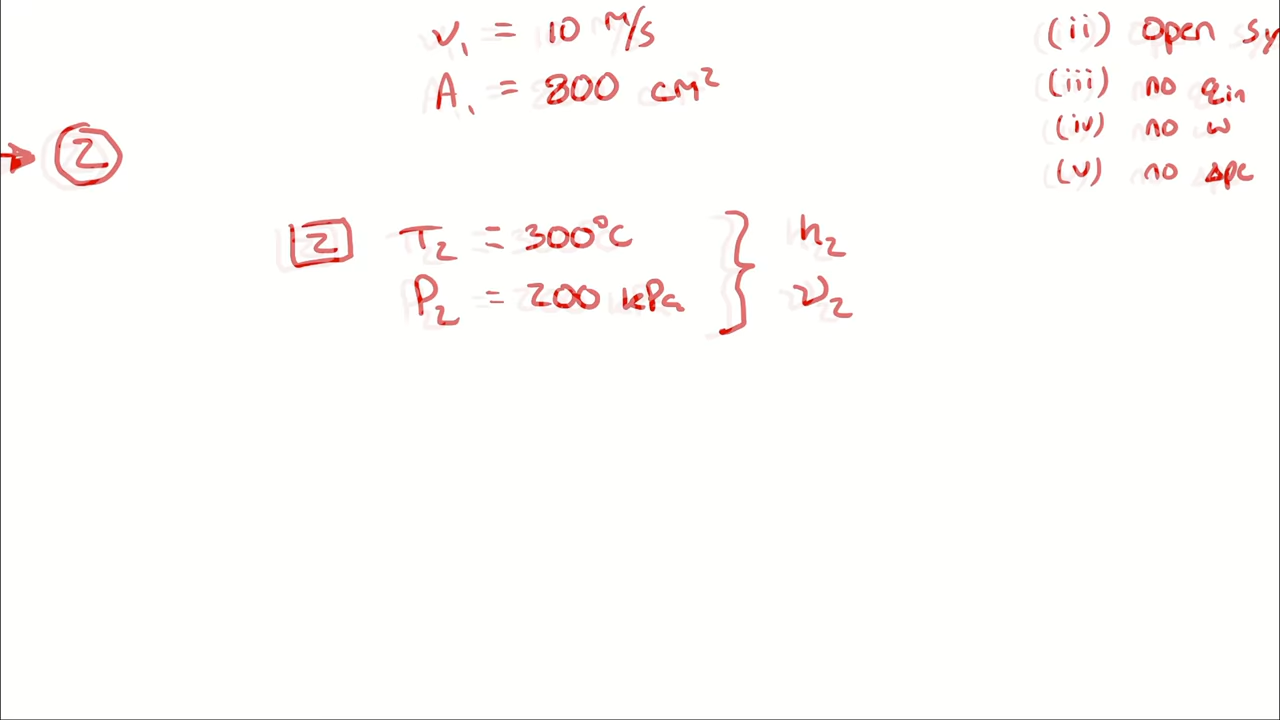 v₁ = 10 m/s
A₁ = 800 cm²
(ii) Open sy
(iii) no qin
(iv) no w
(v) no Δpe
2
2 T₂ = 300°C } h₂
P₂ = 200 kPa ν₂